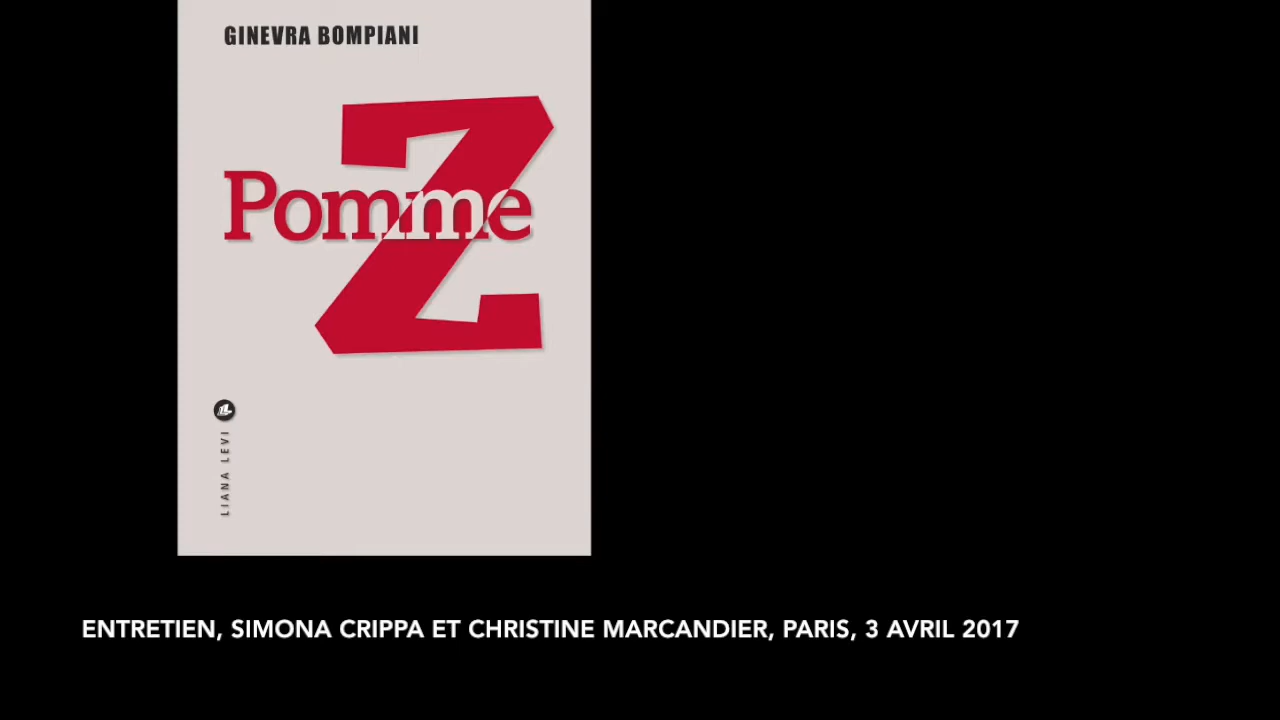 GINEVRA BOMPIANI
Pomme
Z
LIANA LEVI
ENTRETIEN, SIMONA CRIPPA ET CHRISTINE MARCANDIER, PARIS, 3 AVRIL 2017